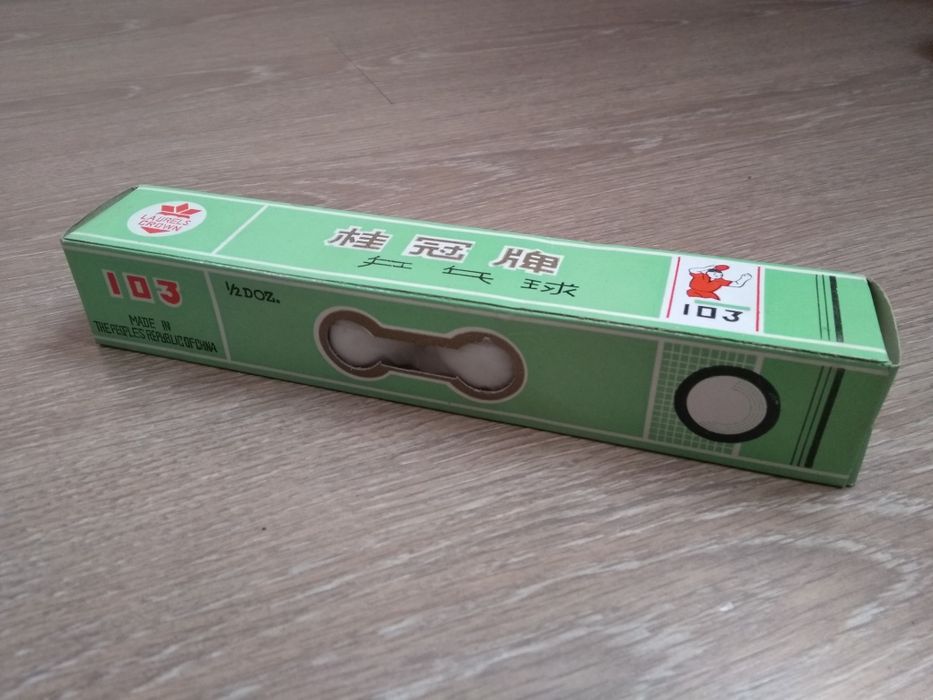 LAURELS
CROWN
桂冠牌
乒乓球
103
103
MADE IN
THE PEOPLES REPUBLIC OF CHINA
1/2 DOZ.